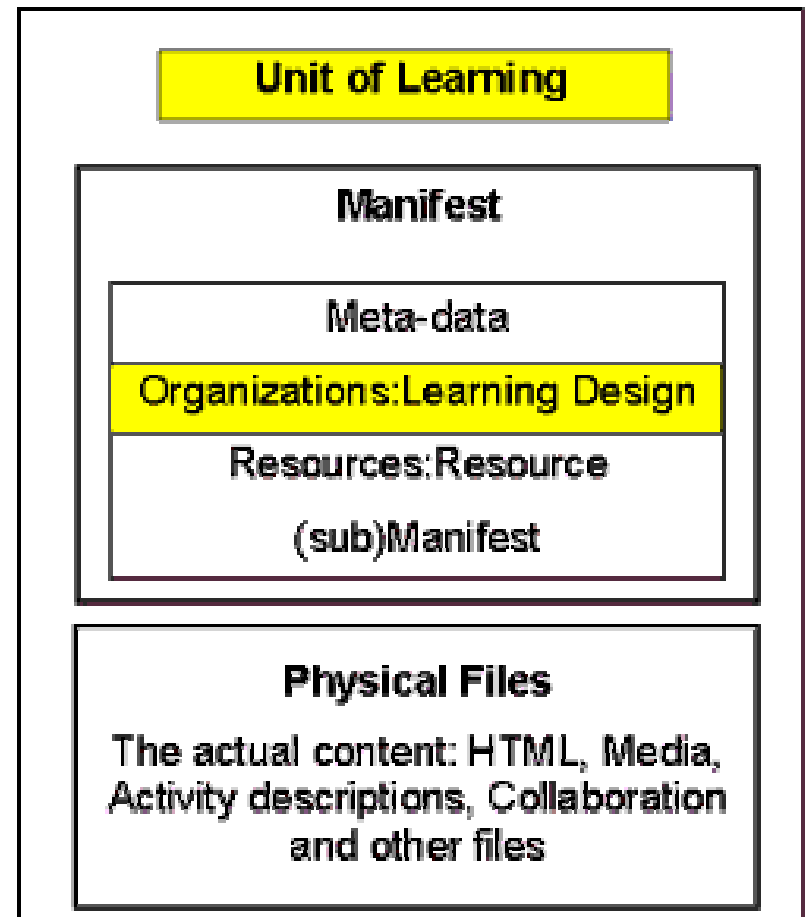 Unit of Learning
Manifest
Meta-data
Organizations:Learning Design
Resources:Resource
(sub)Manifest
Physical Files
The actual content: HTML, Media,
Activity descriptions, Collaboration
and other files